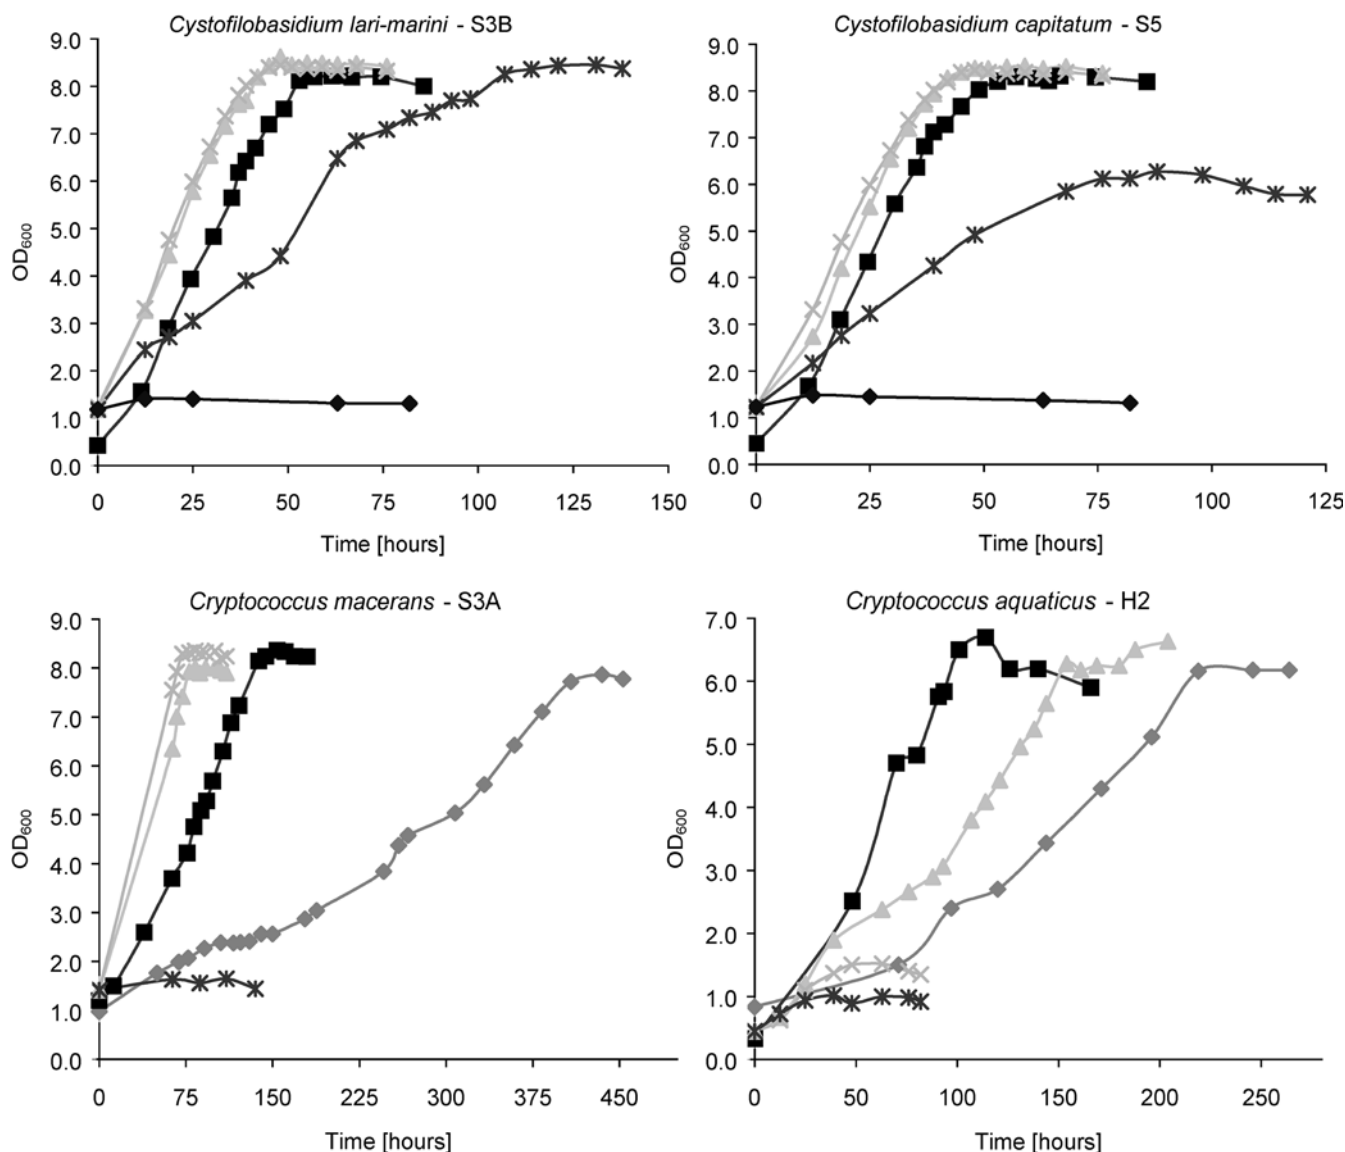 Cystofilobasidium lari-marini - S3B
9.0
8.0
7.0
6.0
5.0
4.0
3.0
2.0
1.0
0.0
OD600
0 25 50 75 100 125 150
Time [hours]
Cystofilobasidium capitatum - S5
9.0
8.0
7.0
6.0
5.0
4.0
3.0
2.0
1.0
0.0
OD600
0 25 50 75 100 125
Time [hours]
Cryptococcus macerans - S3A
9.0
8.0
7.0
6.0
5.0
4.0
3.0
2.0
1.0
0.0
OD600
0 75 150 225 300 375 450
Time [hours]
Cryptococcus aquaticus - H2
7.0
6.0
5.0
4.0
3.0
2.0
1.0
0.0
OD600
0 50 100 150 200 250
Time [hours]